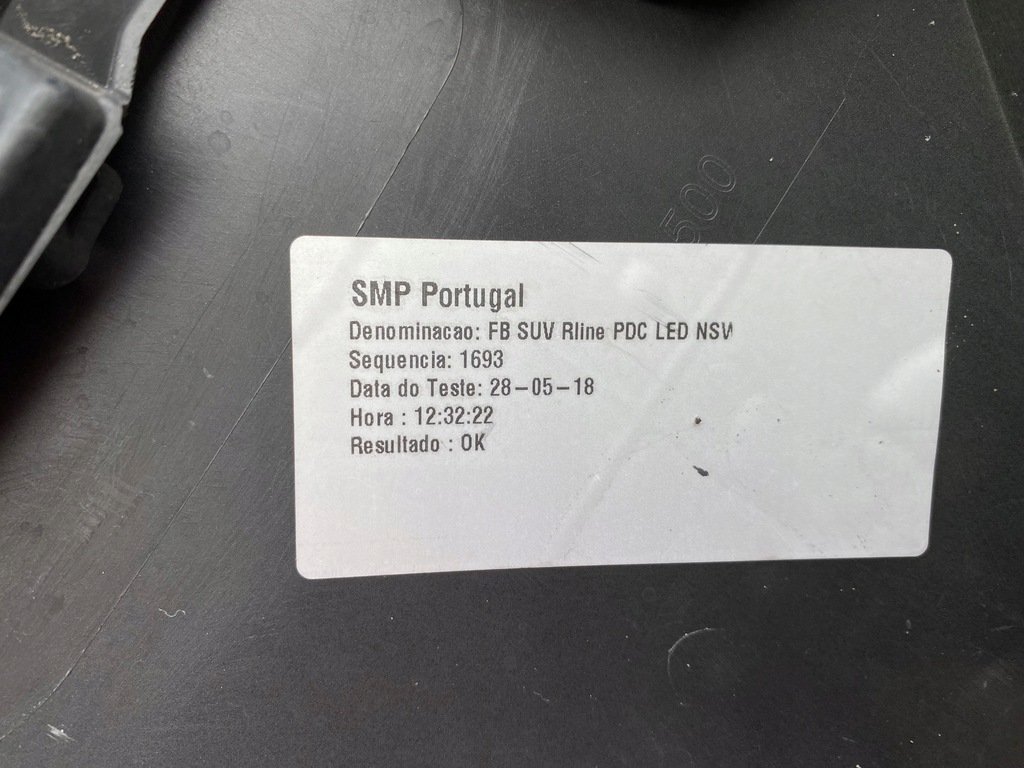 500
SMP Portugal
Denominacao: FB SUV Rline PDC LED NSW
Sequencia: 1693
Data do Teste: 28-05-18
Hora : 12:32:22
Resultado : OK